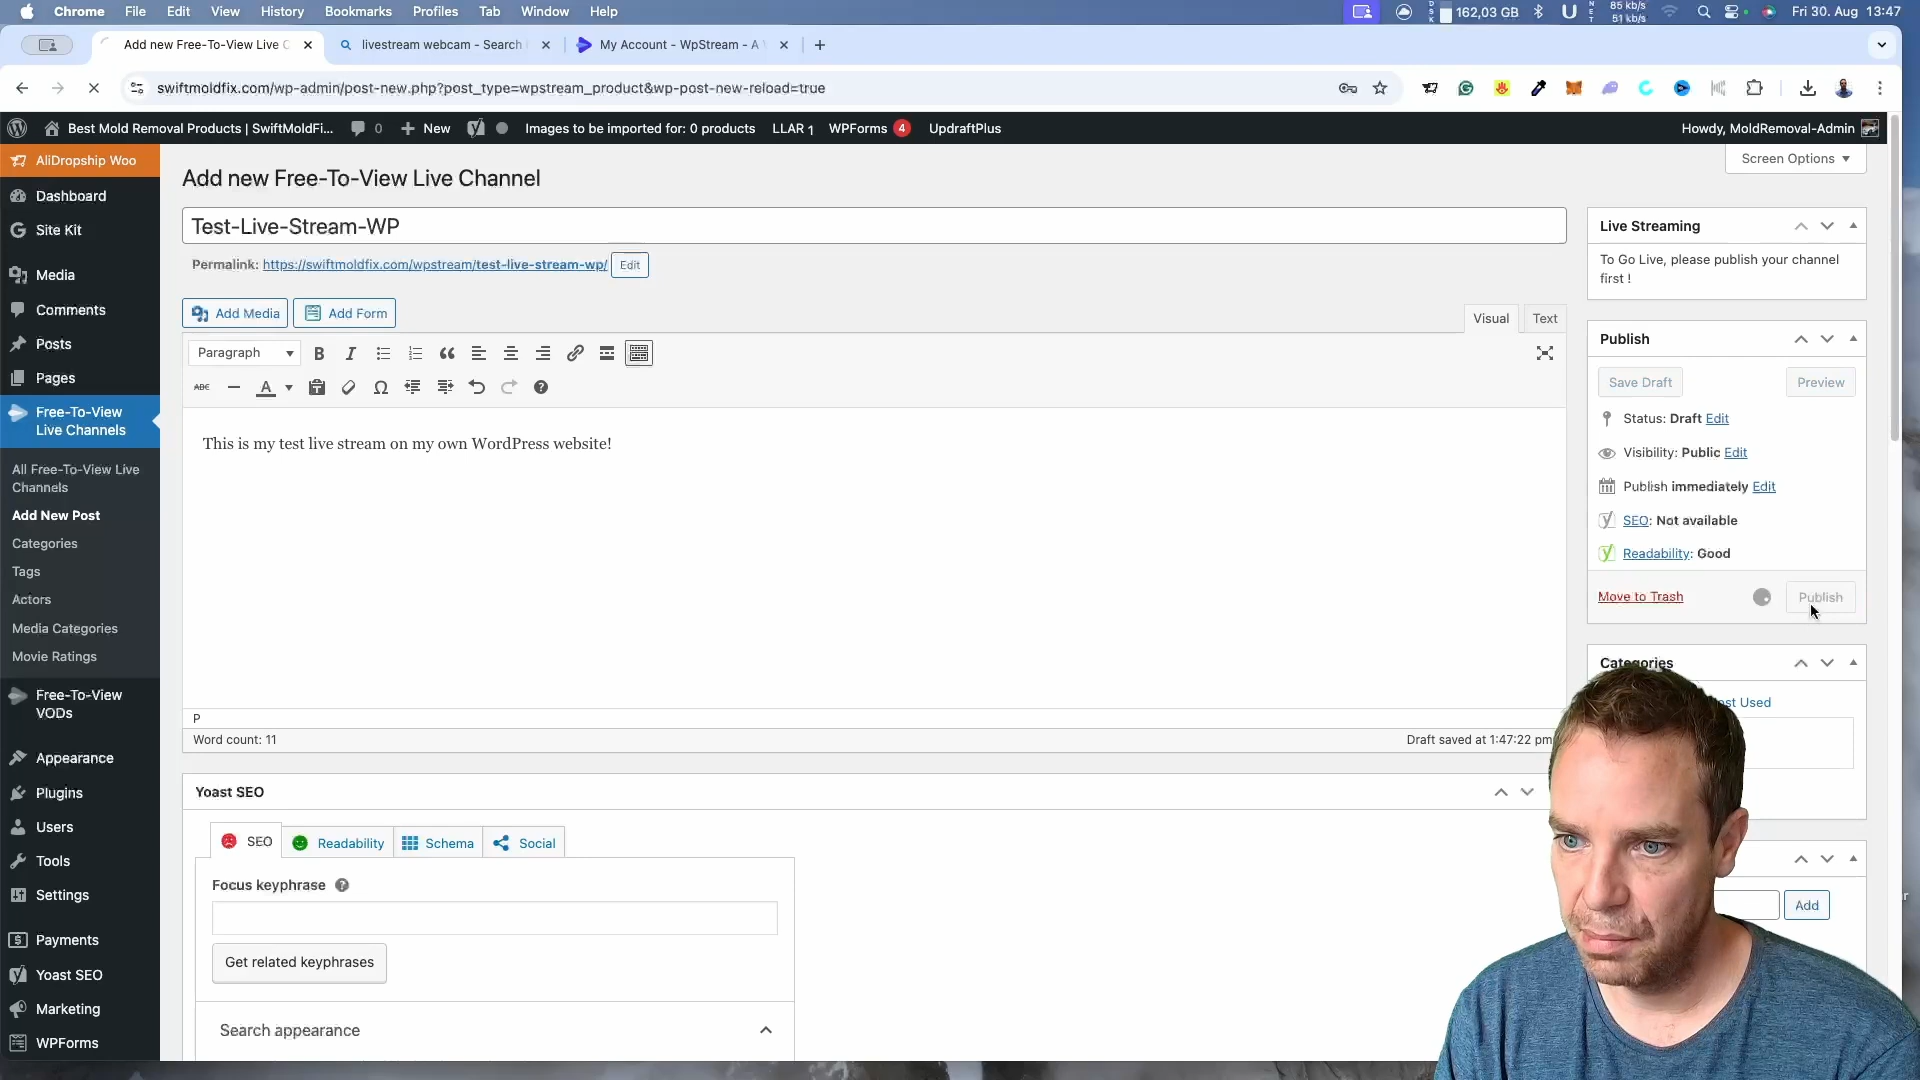 Chrome File Edit View History Bookmarks Profiles Tab Window Help
162,03 GB
85 kb/s
51 kb/s
Fri 30. Aug 13:47
Add new Free-To-View Live C
livestream webcam - Search
My Account - WpStream - A
swiftmoldfix.com/wp-admin/post-new.php?post_type=wpstream_product&wp-post-new-reload=true
Best Mold Removal Products | SwiftMoldFi... 0 New Images to be imported for: 0 products LLAR 1 WPForms 4 UpdraftPlus
Howdy, MoldRemoval-Admin
AliDropship Woo
Dashboard
Site Kit
Media
Comments
Posts
Pages
Free-To-View
Live Channels
All Free-To-View Live
Channels
Add New Post
Categories
Tags
Actors
Media Categories
Movie Ratings
Free-To-View
VODs
Appearance
Plugins
Users
Tools
Settings
Payments
Yoast SEO
Marketing
WPForms
Screen Options
Add new Free-To-View Live Channel
Test-Live-Stream-WP
Permalink: https://swiftmoldfix.com/wpstream/test-live-stream-wp/ Edit
Add Media Add Form
Visual Text
Paragraph
This is my test live stream on my own WordPress website!
P
Word count: 11
Draft saved at 1:47:22 pm
Yoast SEO
SEO Readability Schema Social
Focus keyphrase
Get related keyphrases
Search appearance
Live Streaming
To Go Live, please publish your channel
first !
Publish
Save Draft Preview
Status: Draft Edit
Visibility: Public Edit
Publish immediately Edit
SEO: Not available
Readability: Good
Move to Trash Publish
Categories
Used
Add